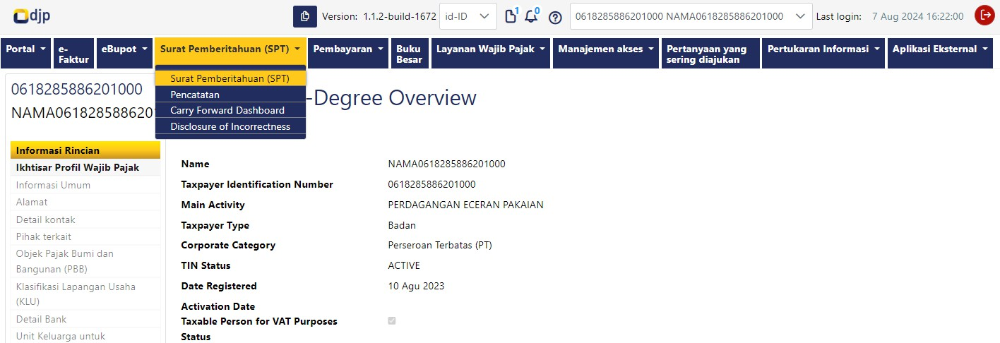 djp
Version: 1.1.2-build-1672
id-ID
1
0
0618285886201000 NAMA0618285886201000
Last login: 7 Aug 2024 16:22:00
Portal
e-
Faktur
eBupot
Surat Pemberitahuan (SPT)
Pembayaran
Buku
Besar
Layanan Wajib Pajak
Manajemen akses
Pertanyaan yang
sering diajukan
Pertukaran Informasi
Aplikasi Eksternal
Surat Pemberitahuan (SPT)
Pencatatan
Carry Forward Dashboard
Disclosure of Incorrectness
0618285886201000
NAMA06182858862010
Informasi Rincian
Ikhtisar Profil Wajib Pajak
Informasi Umum
Alamat
Detail kontak
Pihak terkait
Objek Pajak Bumi dan
Bangunan (PBB)
Klasifikasi Lapangan Usaha
(KLU)
Detail Bank
Unit Keluarga untuk
-Degree Overview
Name NAMA0618285886201000
Taxpayer Identification Number 0618285886201000
Main Activity PERDAGANGAN ECERAN PAKAIAN
Taxpayer Type Badan
Corporate Category Perseroan Terbatas (PT)
TIN Status ACTIVE
Date Registered 10 Agu 2023
Activation Date
Taxable Person for VAT Purposes
Status